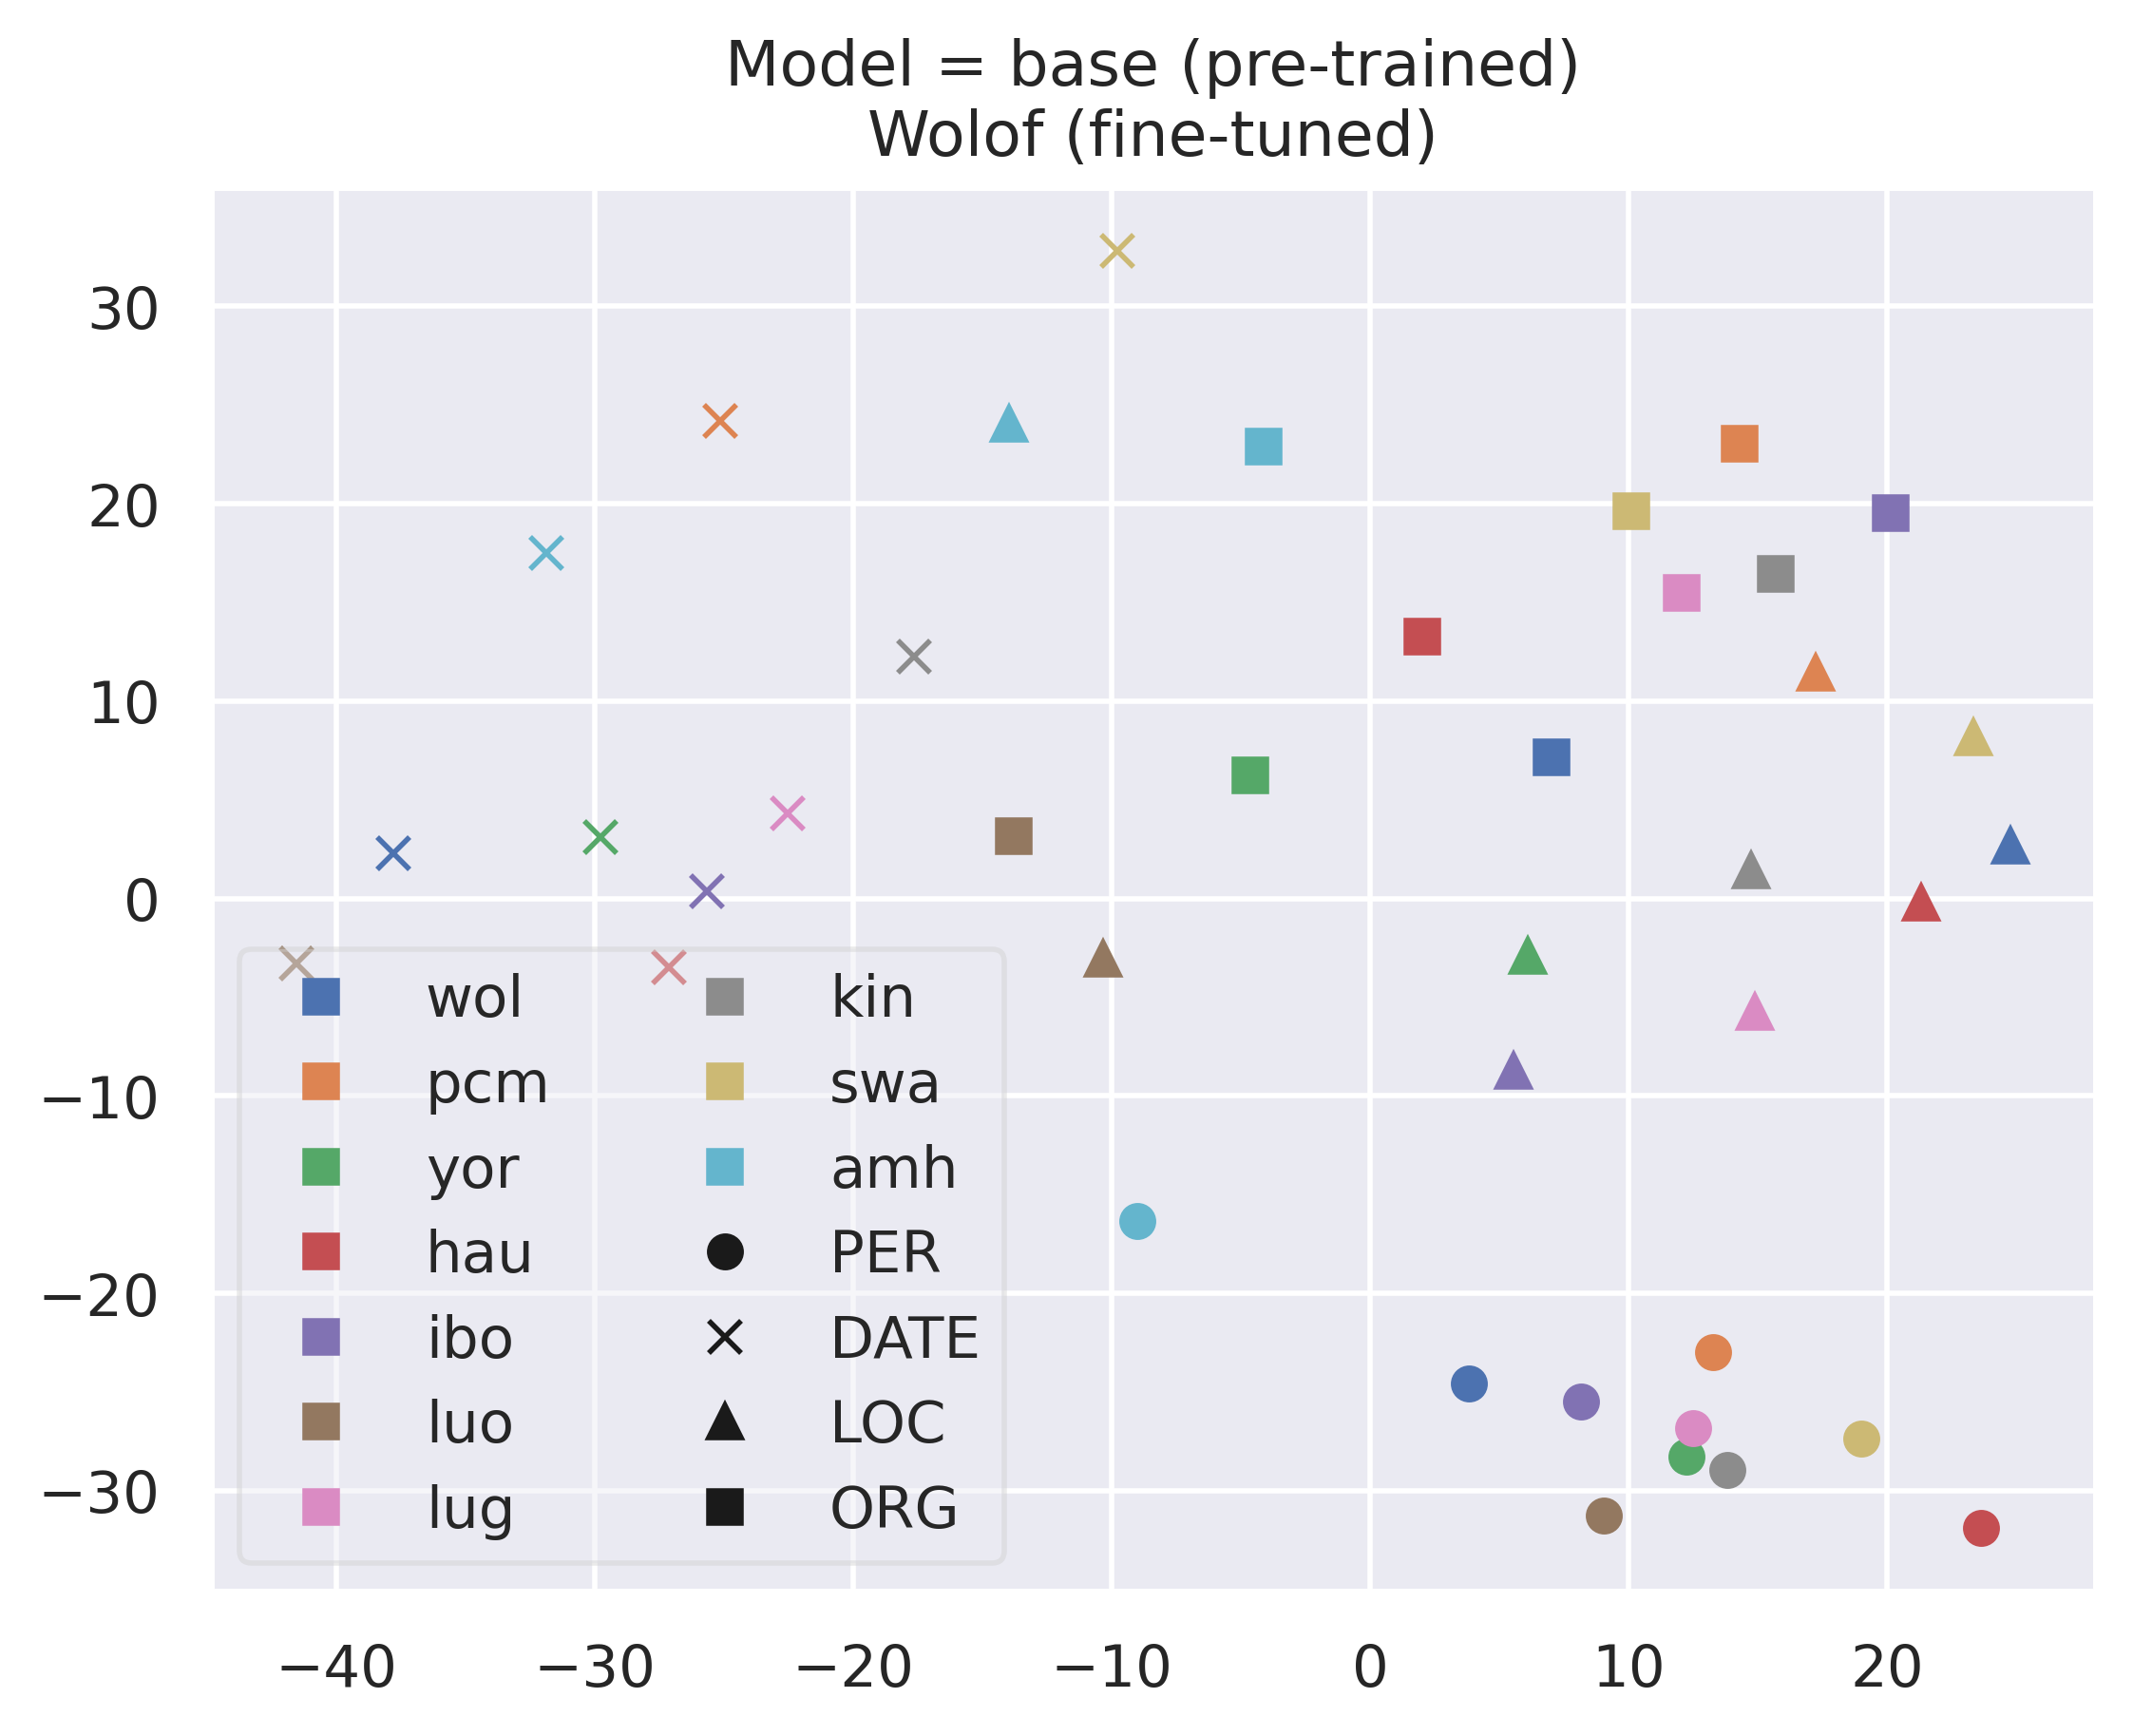 Model = base (pre-trained)
Wolof (fine-tuned)
30
20
10
0
−10
−20
−30
wol
pcm
yor
hau
ibo
luo
lug
kin
swa
amh
PER
DATE
LOC
ORG
−40 −30 −20 −10 0 10 20